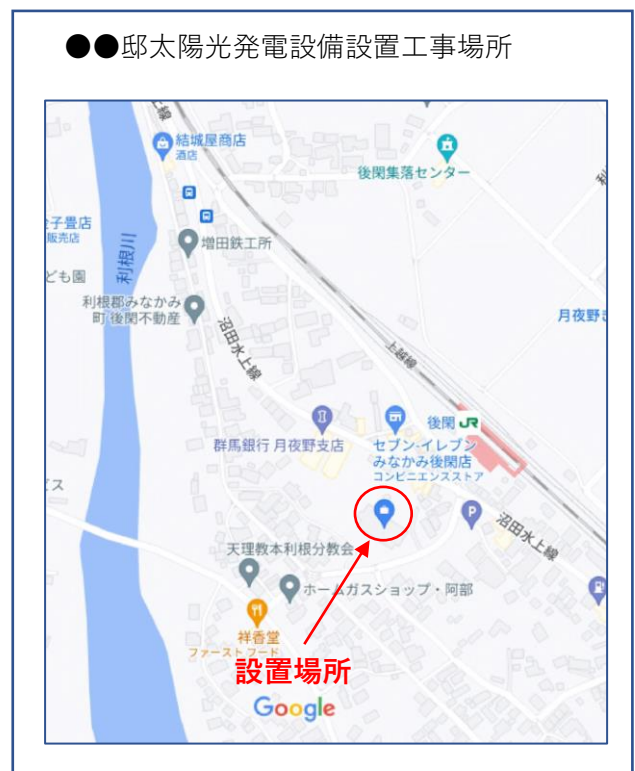 ●●邸太陽光発電設備設置工事場所
結城屋商店
酒店
後閑集落センター
子畳店
販売店
増田鉄工所
利根川
ども園
利根郡みなかみ
町 後閑不動産
月夜野
沼田水上線
上越線
後閑 JR
群馬銀行 月夜野支店
セブン-イレブン
みなかみ後閑店
コンビニエンスストア
ス
P
沼田水上線
天理教本利根分教会
ホームガスショップ・阿部
祥香堂
ファースト フード
設置場所
Google